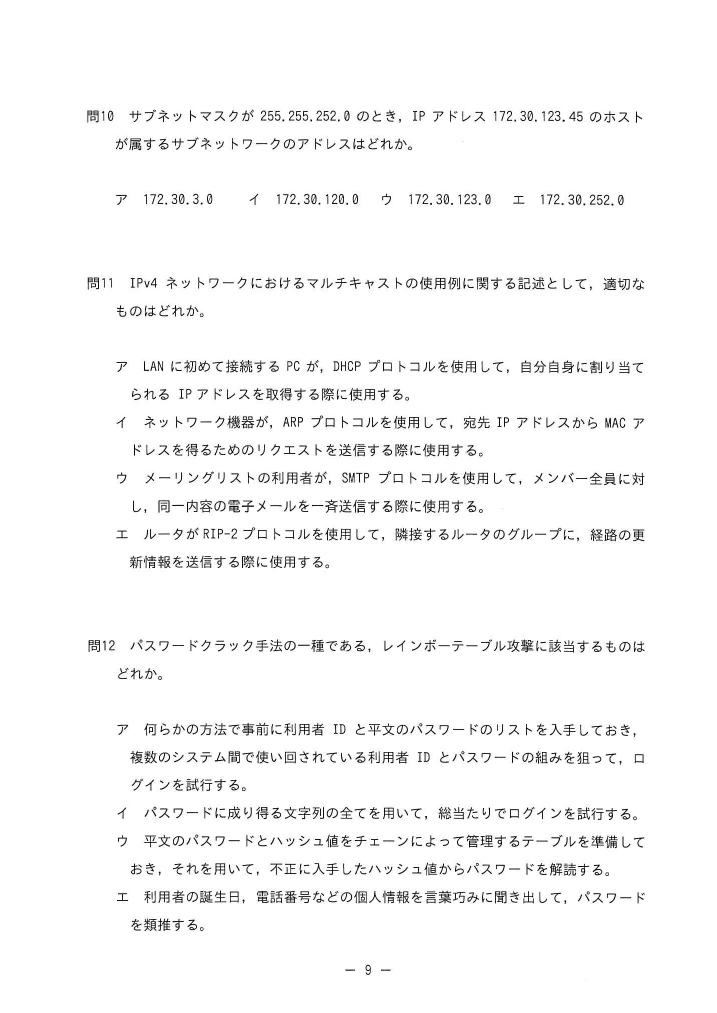 問10 サブネットマスクが 255.255.252.0 のとき，IP アドレス 172.30.123.45 のホスト
が属するサブネットワークのアドレスはどれか。
ア 172.30.3.0 イ 172.30.120.0 ウ 172.30.123.0 エ 172.30.252.0
問11 IPv4 ネットワークにおけるマルチキャストの使用例に関する記述として，適切な
ものはどれか。
ア LAN に初めて接続する PC が，DHCP プロトコルを使用して，自分自身に割り当て
られる IP アドレスを取得する際に使用する。
イ ネットワーク機器が，ARP プロトコルを使用して，宛先 IP アドレスから MAC ア
ドレスを得るためのリクエストを送信する際に使用する。
ウ メーリングリストの利用者が，SMTP プロトコルを使用して，メンバー全員に対
し，同一内容の電子メールを一斉送信する際に使用する。
エ ルータが RIP-2 プロトコルを使用して，隣接するルータのグループに，経路の更
新情報を送信する際に使用する。
問12 パスワードクラック手法の一種である，レインボーテーブル攻撃に該当するものは
どれか。
ア 何らかの方法で事前に利用者 ID と平文のパスワードのリストを入手しておき，
複数のシステム間で使い回されている利用者 ID とパスワードの組みを狙って，ロ
グインを試行する。
イ パスワードに成り得る文字列の全てを用いて，総当たりでログインを試行する。
ウ 平文のパスワードとハッシュ値をチェーンによって管理するテーブルを準備して
おき，それを用いて，不正に入手したハッシュ値からパスワードを解読する。
エ 利用者の誕生日，電話番号などの個人情報を言葉巧みに聞き出して，パスワード
を類推する。
－ 9 －